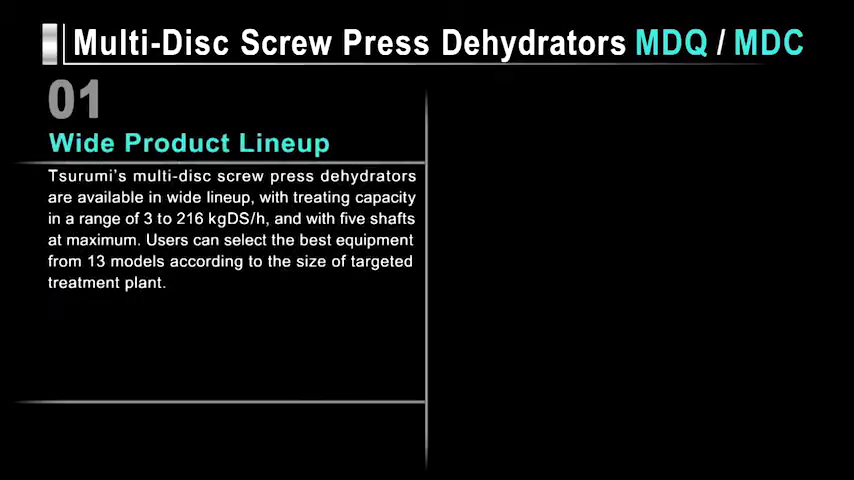 Multi-Disc Screw Press Dehydrators MDQ / MDC
01
Wide Product Lineup
Tsurumi's multi-disc screw press dehydrators
are available in wide lineup, with treating capacity
in a range of 3 to 216 kgDS/h, and with five shafts
at maximum. Users can select the best equipment
from 13 models according to the size of targeted
treatment plant.